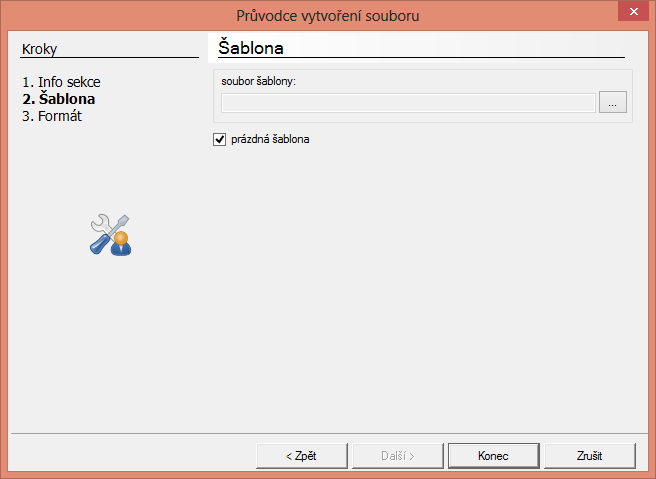 Průvodce vytvoření souboru
Kroky
1. Info sekce
2. Šablona
3. Formát
Šablona
soubor šablony:
...
prázdná šablona
< Zpět
Další >
Konec
Zrušit